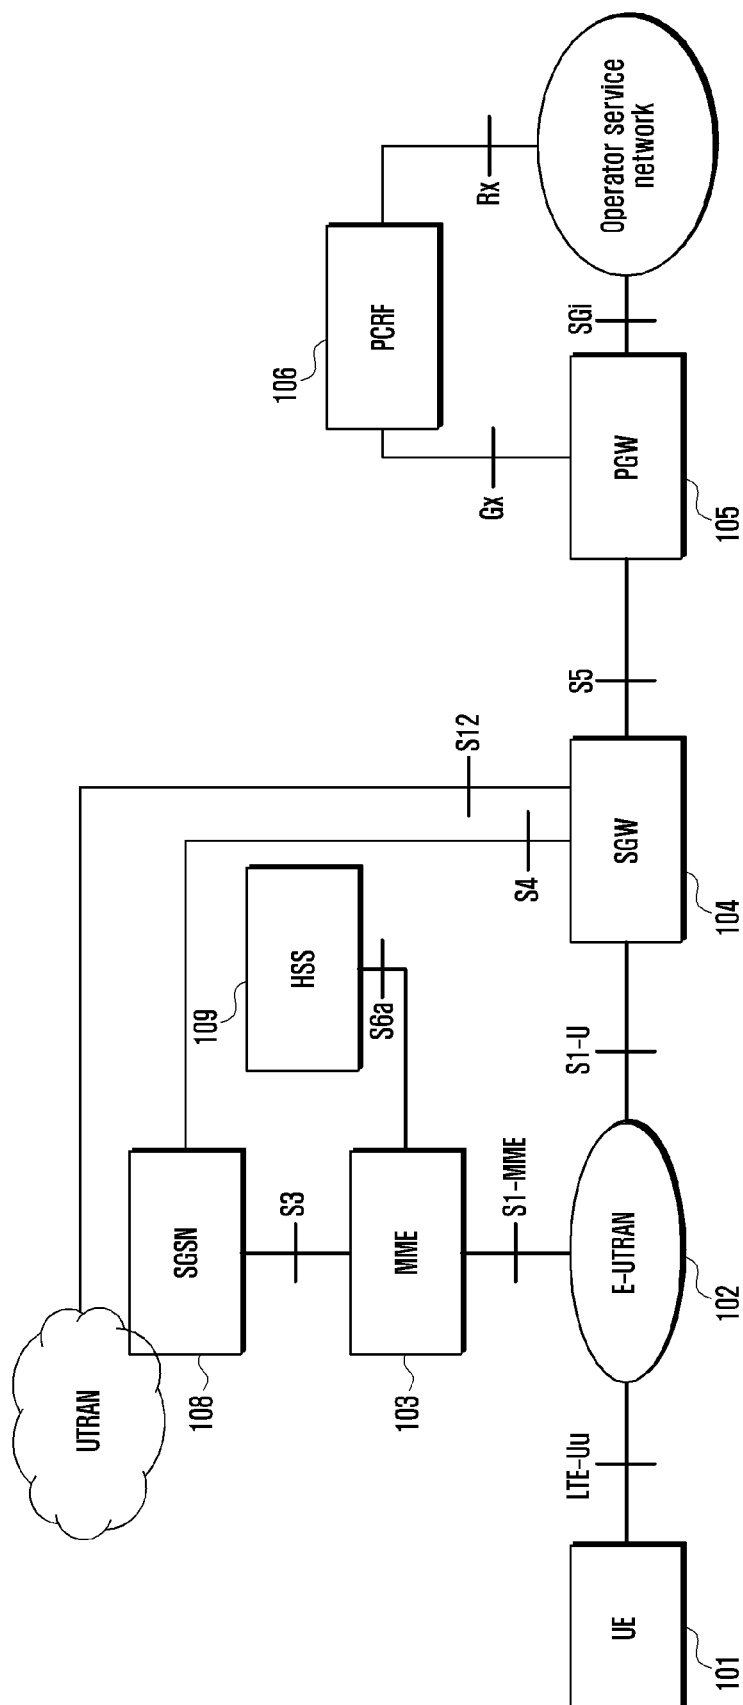 UTRAN
SGSN
108
S3
HSS
109
S6a
MME
103
S1-MME
S4
S12
PCRF
106
Gx
Rx
UE
101
LTE-Uu
E-UTRAN
102
S1-U
SGW
104
S5
PGW
105
SGi
Operator service
network